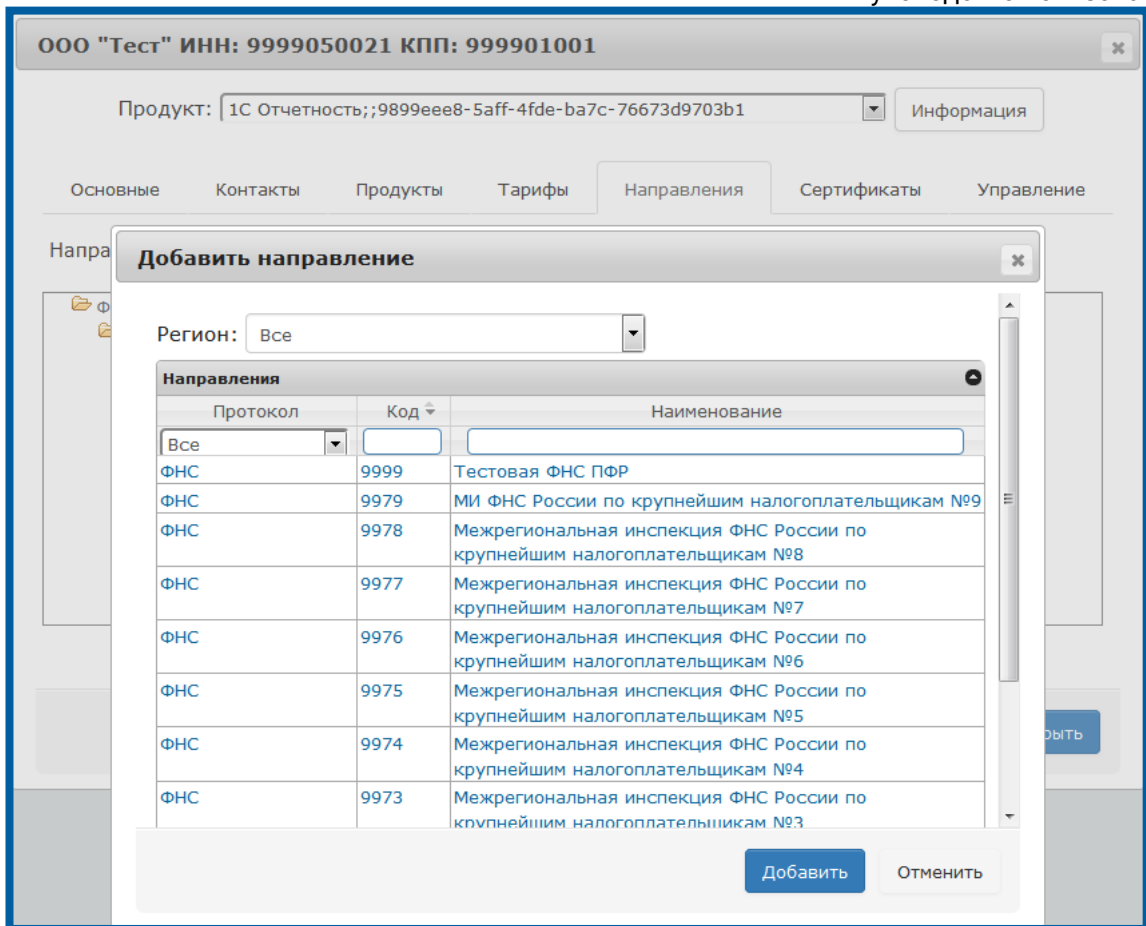 ООО "Тест" ИНН: 9999050021 КПП: 999901001
Продукт: 1С Отчетность;;9899eee8-5aff-4fde-ba7c-76673d9703b1 Информация
Основные Контакты Продукты Тарифы Направления Сертификаты Управление
Напра
Добавить направление
Ф
Регион: Все
Направления
Протокол Код Наименование
Все
ФНС 9999 Тестовая ФНС ПФР
ФНС 9979 МИ ФНС России по крупнейшим налогоплательщикам №9
ФНС 9978 Межрегиональная инспекция ФНС России по
крупнейшим налогоплательщикам №8
ФНС 9977 Межрегиональная инспекция ФНС России по
крупнейшим налогоплательщикам №7
ФНС 9976 Межрегиональная инспекция ФНС России по
крупнейшим налогоплательщикам №6
ФНС 9975 Межрегиональная инспекция ФНС России по
крупнейшим налогоплательщикам №5
ФНС 9974 Межрегиональная инспекция ФНС России по
крупнейшим налогоплательщикам №4
ФНС 9973 Межрегиональная инспекция ФНС России по
крупнейшим налогоплательщикам №3
рыть
Добавить Отменить